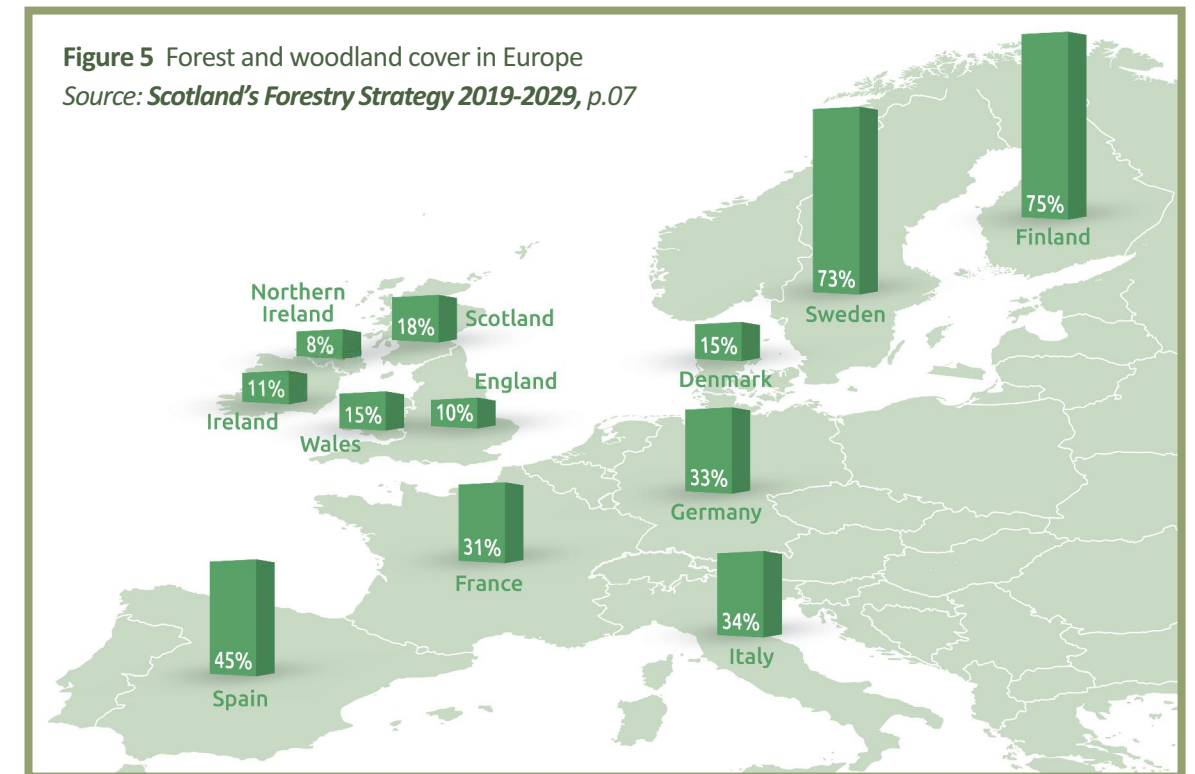 Figure 5 Forest and woodland cover in Europe
Source: Scotland's Forestry Strategy 2019-2029, p.07
75%
Finland
73%
Sweden
Northern
Ireland
8%
18%
Scotland
15%
Denmark
11%
Ireland
15%
Wales
England
10%
33%
Germany
31%
France
34%
Italy
45%
Spain